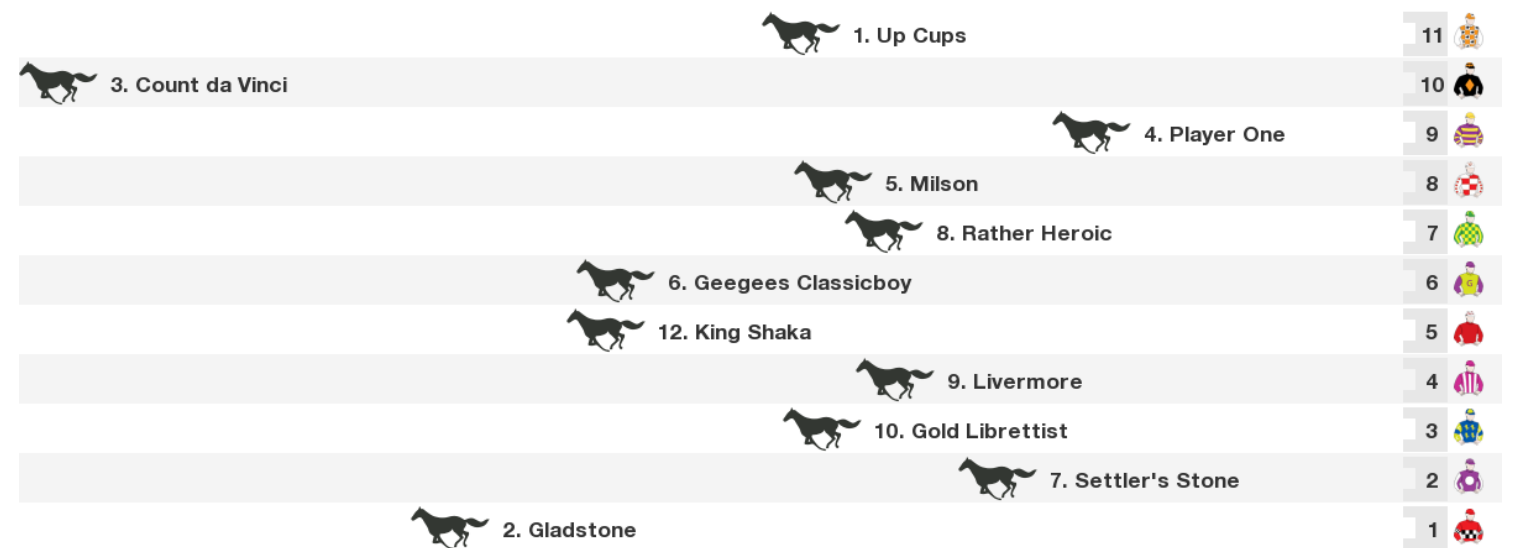 1. Up Cups 11
3. Count da Vinci 10
4. Player One 9
5. Milson 8
8. Rather Heroic 7
6. Geegees Classicboy 6 G
12. King Shaka 5
9. Livermore 4
10. Gold Librettist 3
7. Settler's Stone 2
2. Gladstone 1